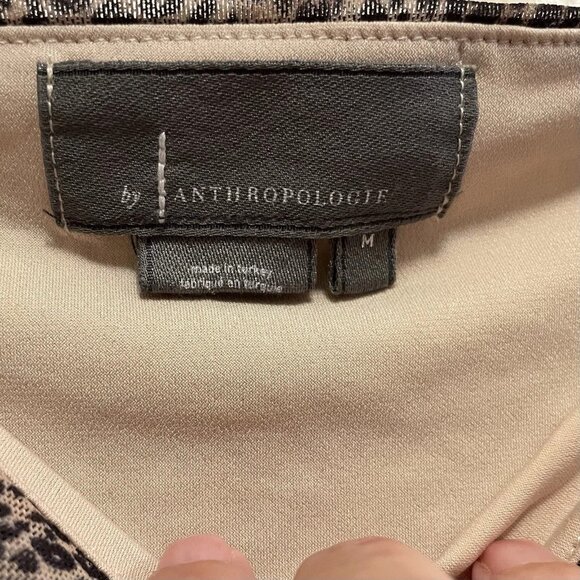 by ANTHROPOLOGIE
M
made in turkey
fabriqué en turquie